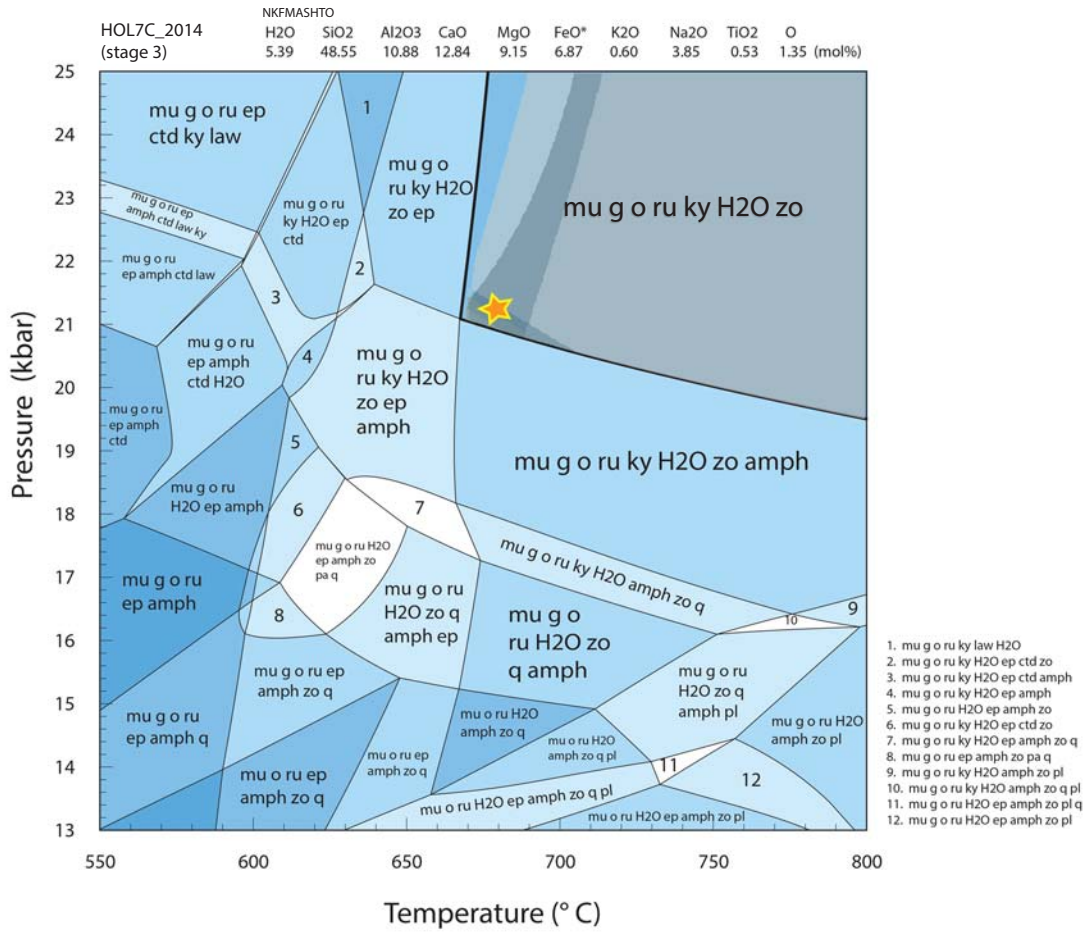 HOL7C_2014
(stage 3)
NKFMASHTO
H2O SiO2 Al2O3 CaO MgO FeO* K2O Na2O TiO2 O
5.39 48.55 10.88 12.84 9.15 6.87 0.60 3.85 0.53 1.35 (mol%)
25
24
23
22
21
20
19
18
17
16
15
14
13
Pressure (kbar)
mu g o ru ep
ctd ky law
1
mu g o
ru ky H2O
zo ep
mu g o ru ep
amph ctd law ky
mu g o ru
ky H2O ep
ctd
mu g o ru ky H2O zo
mu g o ru
ep amph ctd law
2
3
mu g o ru
ep amph
ctd H2O
4
mu g o
ru ky H2O
zo ep
amph
mu g o ru
ep amph
ctd
5
mu g o ru ky H2O zo amph
mu g o ru
H2O ep amph
6
7
mu g o ru H2O
ep amph zo
pa q
mu g o ru ky H2O amph zo q
mu g o ru
ep amph
8
mu g o ru
H2O zo q
amph ep
mu g o
ru H2O zo
q amph
9
10
mu g o ru ep
amph zo q
mu g o ru
H2O zo q
amph pl
mu g o ru
ep amph q
mu o ru H2O
amph zo q
mu g o ru H2O
amph zo pl
mu o ru ep
amph zo q
mu o ru ep
amph zo q
mu o ru H2O
amph zo q pl
11
12
mu o ru H2O ep amph zo q pl
mu o ru H2O ep amph zo pl
1. mu g o ru ky law H2O
2. mu g o ru ky H2O ep ctd zo
3. mu g o ru ky H2O ep ctd amph
4. mu g o ru ky H2O ep amph
5. mu g o ru H2O ep amph zo
6. mu g o ru ky H2O ep ctd zo
7. mu g o ru ky H2O ep amph zo q
8. mu g o ru ep amph zo pa q
9. mu g o ru ky H2O amph zo pl
10. mu g o ru ky H2O amph zo q pl
11. mu g o ru H2O ep amph zo pl q
12. mu g o ru H2O ep amph zo pl
550 600 650 700 750 800
Temperature (° C)